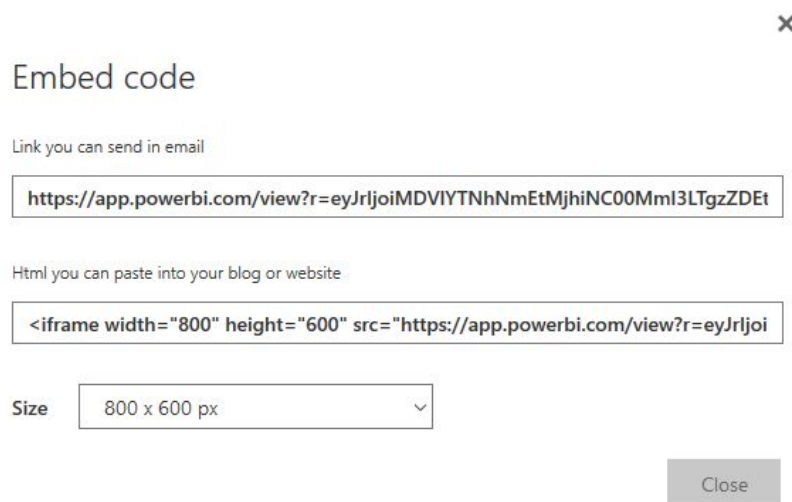 Embed code
Link you can send in email
https://app.powerbi.com/view?r=eyJrIjoiMDVlYTNhNmEtMjhiNC00MmI3LTgzZDEt
Html you can paste into your blog or website
<iframe width="800" height="600" src="https://app.powerbi.com/view?r=eyJrIjoi
Size 800 x 600 px
Close